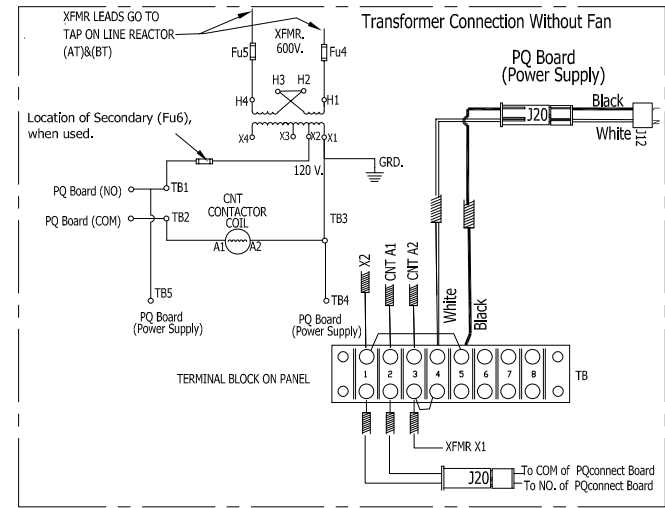 XFMR LEADS GO TO
TAP ON LINE REACTOR
(AT)&(BT)
XFMR.
600V.
Fu5
Fu4
Transformer Connection Without Fan
PQ Board
(Power Supply)
H3 H2
H4
H1
Black
J20
White
N
L
J12
Location of Secondary (Fu6),
when used.
X4
X3
X2
X1
GRD.
120 V.
PQ Board (NO)
TB1
CNT
CONTACTOR
COIL
PQ Board (COM)
TB2
TB3
A1
A2
X2
CNT A1
CNT A2
TB5
PQ Board
(Power Supply)
TB4
PQ Board
(Power Supply)
White
Black
TERMINAL BLOCK ON PANEL
1 2 3 4 5 6 7 8
TB
XFMR X1
J20
To COM of PQconnect Board
To NO. of PQconnect Board